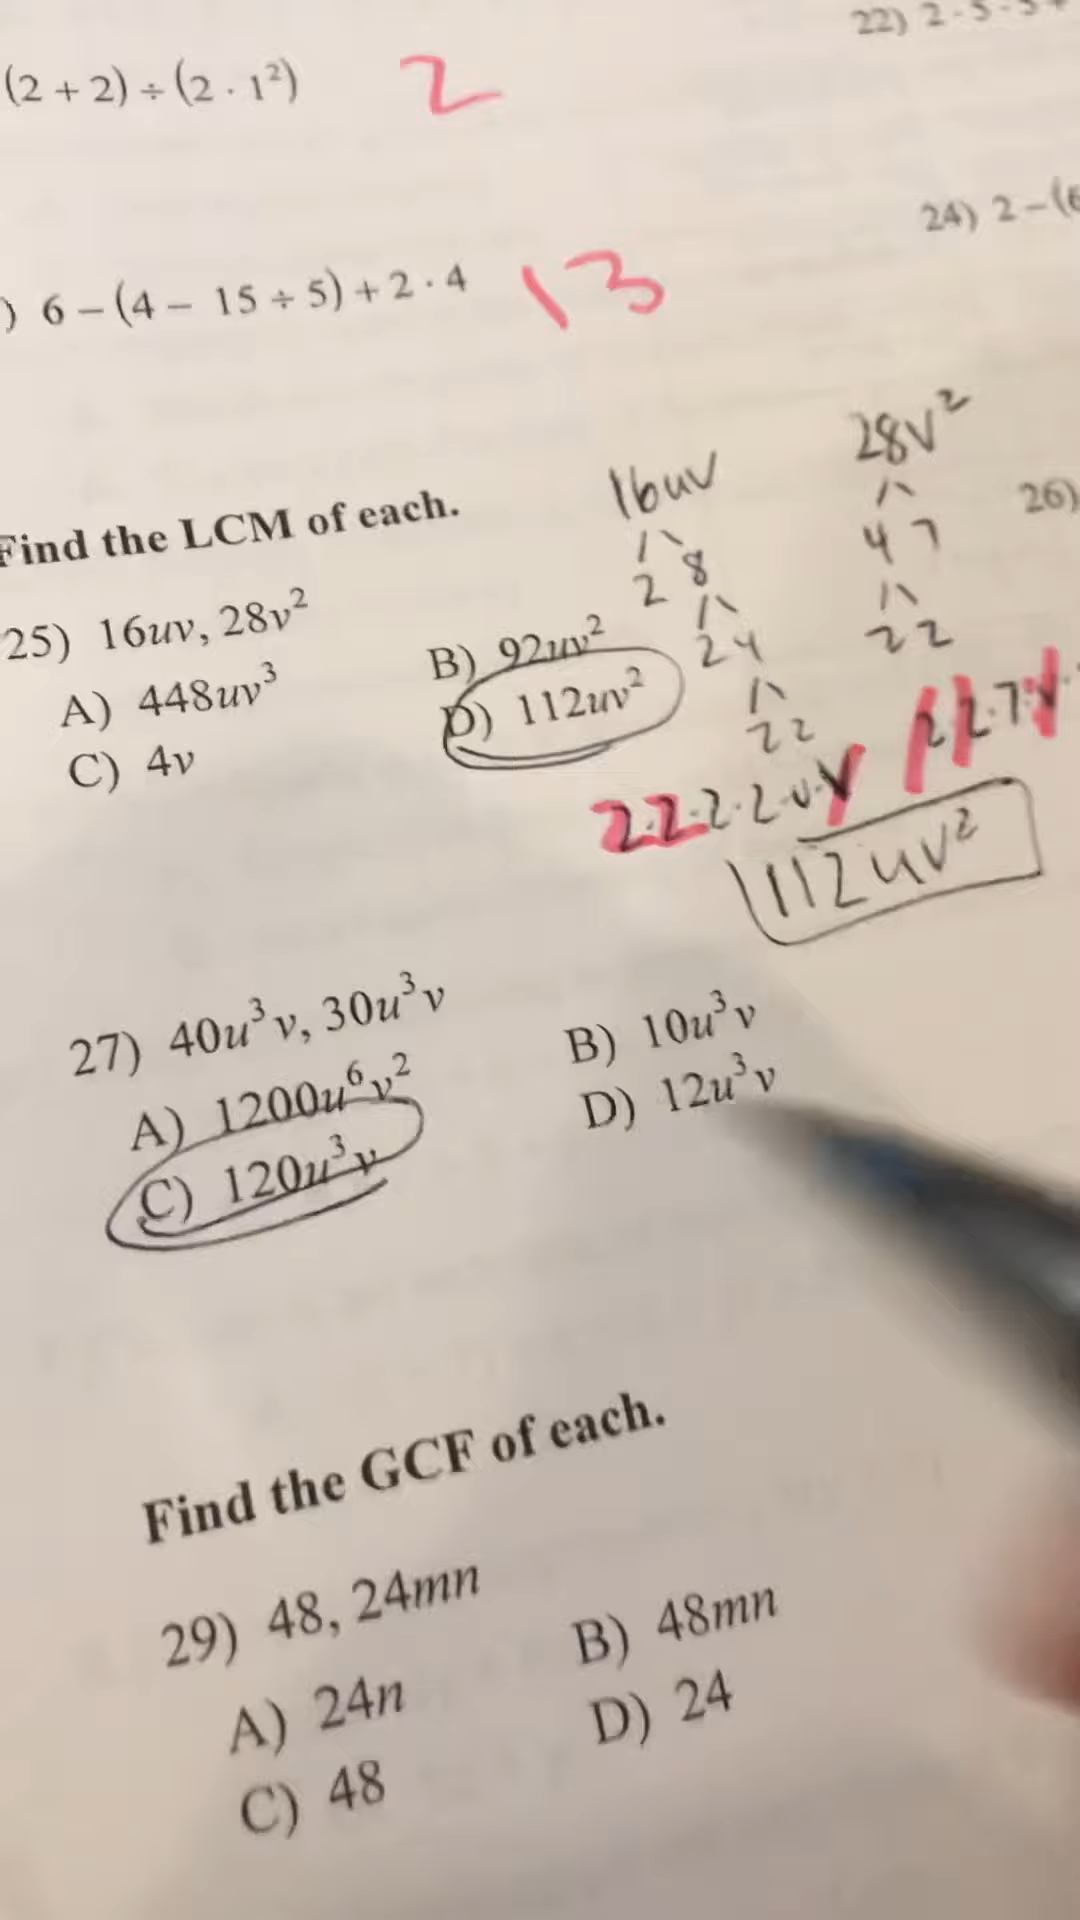 22) 2 · 5 · 5
(2 + 2) ÷ (2 · 1²) 2
24) 2 – (6
) 6 – (4 – 15 ÷ 5) + 2 · 4 13
28v²
16uv
26)
4 7
Find the LCM of each.
2 8
2 2
25) 16uv, 28v²
2 4
B) 92uv²
A) 448uv³
D) 112uv²
2 2
2·2·7·v
C) 4v
2·2·2·2·u·v
112uv²
27) 40u³v, 30u³v
B) 10u³v
A) 1200u⁶v²
D) 12u³v
C) 120u³v
Find the GCF of each.
29) 48, 24mn
B) 48mn
A) 24n
D) 24
C) 48